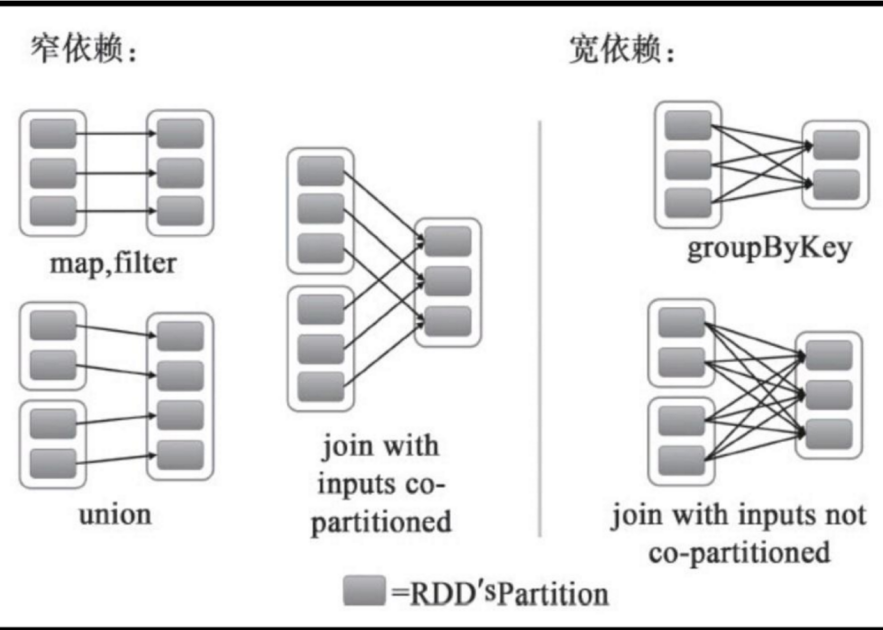 窄依赖：
宽依赖：
map,filter
union
join with
inputs co-
partitioned
groupByKey
join with inputs not
co-partitioned
=RDD'sPartition